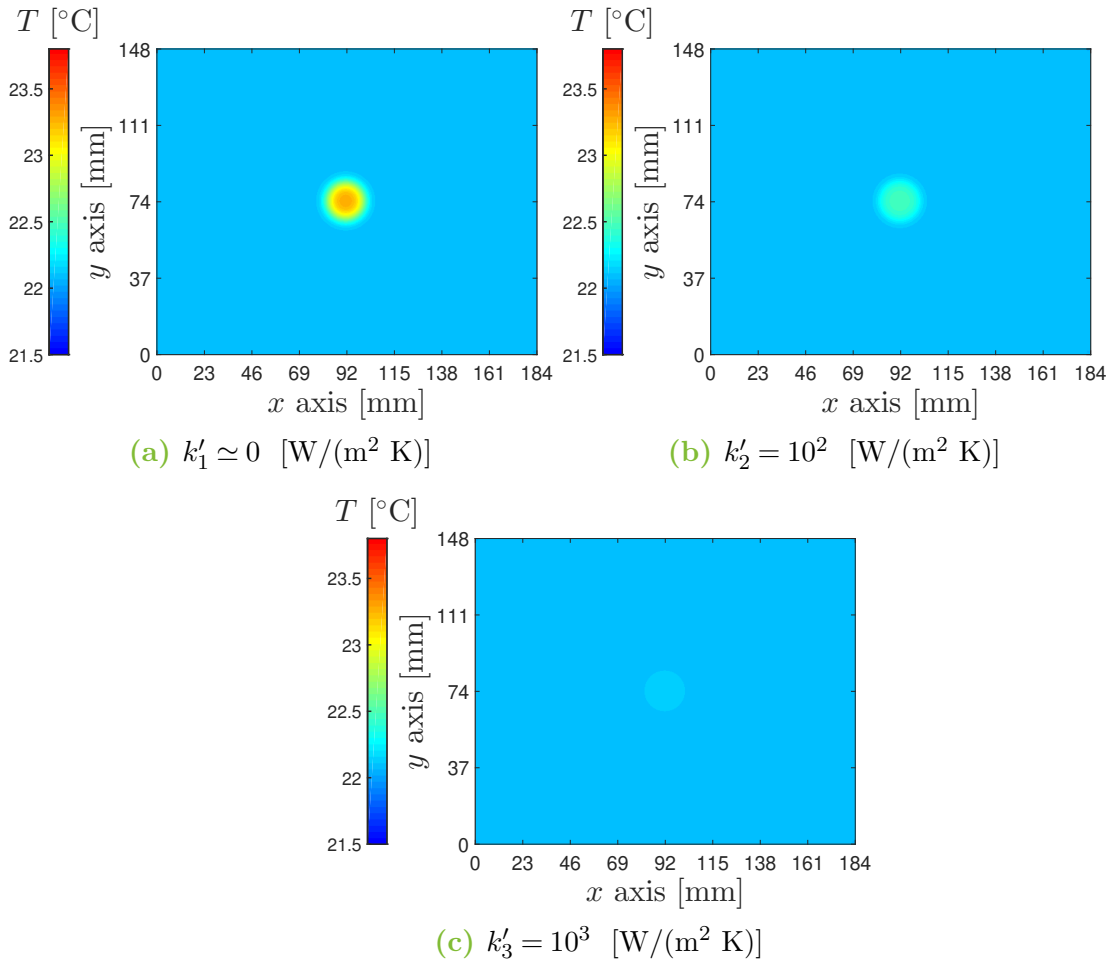 T [°C]
23.5
23
22.5
22
21.5
y axis [mm]
148
111
74
37
0
0 23 46 69 92 115 138 161 184
x axis [mm]
(a) k′₁ ≃ 0 [W/(m² K)]
T [°C]
23.5
23
22.5
22
21.5
y axis [mm]
148
111
74
37
0
0 23 46 69 92 115 138 161 184
x axis [mm]
(b) k′₂ = 10² [W/(m² K)]
T [°C]
23.5
23
22.5
22
21.5
y axis [mm]
148
111
74
37
0
0 23 46 69 92 115 138 161 184
x axis [mm]
(c) k′₃ = 10³ [W/(m² K)]